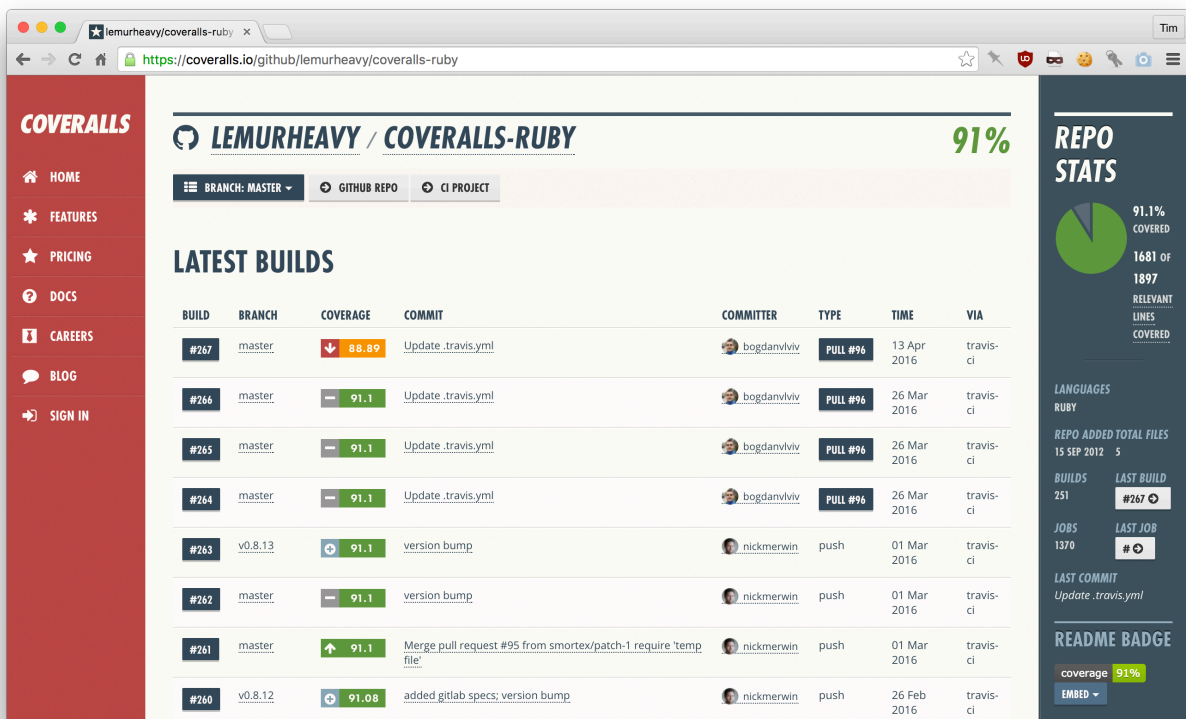 lemurheavy/coveralls-ruby
Tim
https://coveralls.io/github/lemurheavy/coveralls-ruby
COVERALLS
HOME
FEATURES
PRICING
DOCS
CAREERS
BLOG
SIGN IN
LEMURHEAVY / COVERALLS-RUBY
91%
BRANCH: MASTER
GITHUB REPO
CI PROJECT
LATEST BUILDS
BUILD BRANCH COVERAGE COMMIT COMMITTER TYPE TIME VIA
#267 master 88.89 Update .travis.yml bogdanvlviv PULL #96 13 Apr travis-
2016 ci
#266 master 91.1 Update .travis.yml bogdanvlviv PULL #96 26 Mar travis-
2016 ci
#265 master 91.1 Update .travis.yml bogdanvlviv PULL #96 26 Mar travis-
2016 ci
#264 master 91.1 Update .travis.yml bogdanvlviv PULL #96 26 Mar travis-
2016 ci
#263 v0.8.13 91.1 version bump nickmerwin push 01 Mar travis-
2016 ci
#262 master 91.1 version bump nickmerwin push 01 Mar travis-
2016 ci
#261 master 91.1 Merge pull request #95 from smortex/patch-1 require 'temp nickmerwin push 01 Mar travis-
file' 2016 ci
#260 v0.8.12 91.08 added gitlab specs; version bump nickmerwin push 26 Feb travis-
2016 ci
REPO
STATS
91.1%
COVERED
1681 OF
1897
RELEVANT
LINES
COVERED
LANGUAGES
RUBY
REPO ADDED TOTAL FILES
15 SEP 2012 5
BUILDS LAST BUILD
251 #267
JOBS LAST JOB
1370 #
LAST COMMIT
Update .travis.yml
README BADGE
coverage 91%
EMBED